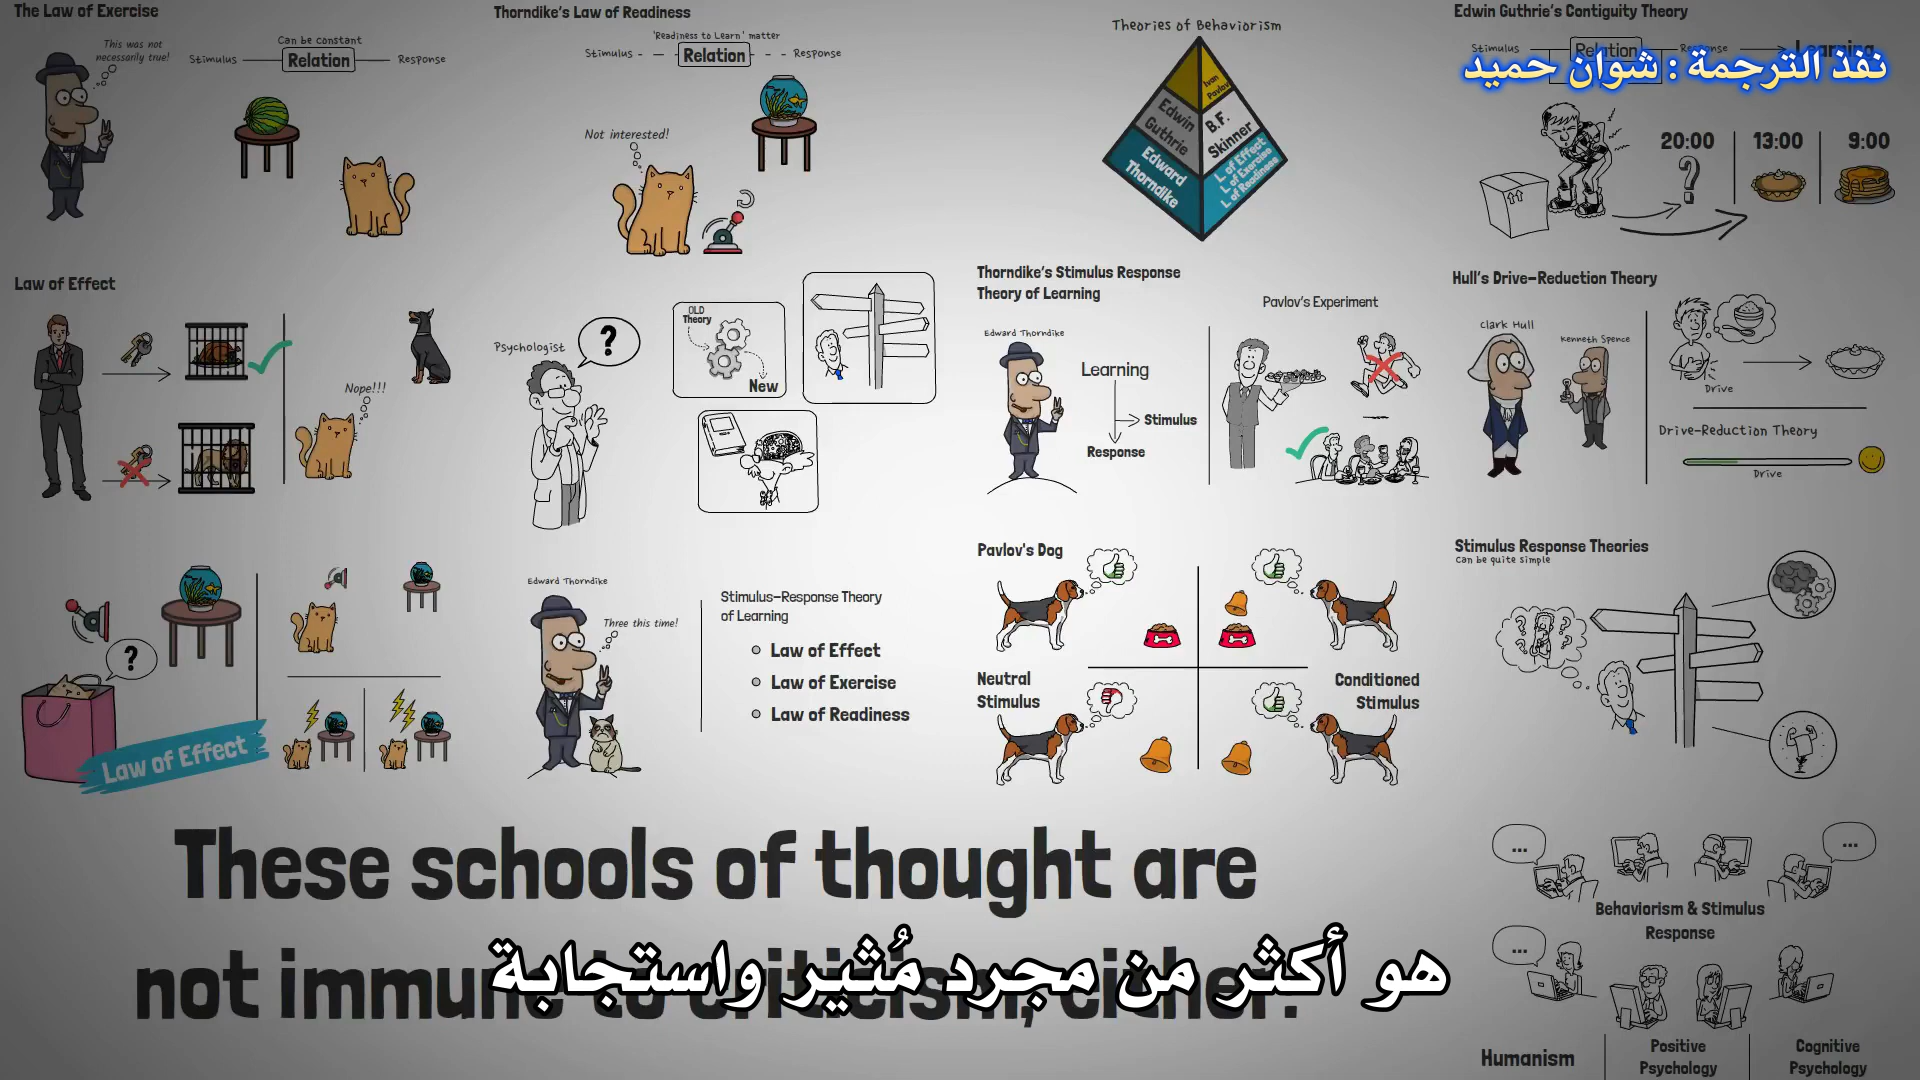 The Law of Exercise
This was not
necessarily true!
Can be constant
Stimulus
Relation
Response
Thorndike's Law of Readiness
'Readiness to Learn' matter
Stimulus
Relation
Response
Not interested!
Theories of Behaviorism
Ivan
Pavlov
Edwin
Guthrie
B.F.
Skinner
Edward
Thorndike
L. of Effect
L. of Exercise
L. of Readiness
Edwin Guthrie's Contiguity Theory
Stimulus
Relation
Response
Learning
نفذ الترجمة : شوان حميد
20:00
13:00
9:00
?
Law of Effect
Nope!!!
Psychologist
?
OLD
Theory
New
Thorndike's Stimulus Response
Theory of Learning
Edward Thorndike
Learning
Stimulus
Response
Pavlov's Experiment
Hull's Drive-Reduction Theory
Clark Hull
Kenneth Spence
Drive
Drive-Reduction Theory
Drive
?
Law of Effect
Edward Thorndike
Three this time!
Stimulus-Response Theory
of Learning
Law of Effect
Law of Exercise
Law of Readiness
Pavlov's Dog
Neutral
Stimulus
Conditioned
Stimulus
Stimulus Response Theories
Can be quite simple
These schools of thought are
not immune to criticism, either.
هو أكثر من مجرد مُثير واستجابة
...
...
Behaviorism & Stimulus
Response
...
Humanism
Positive
Psychology
Cognitive
Psychology